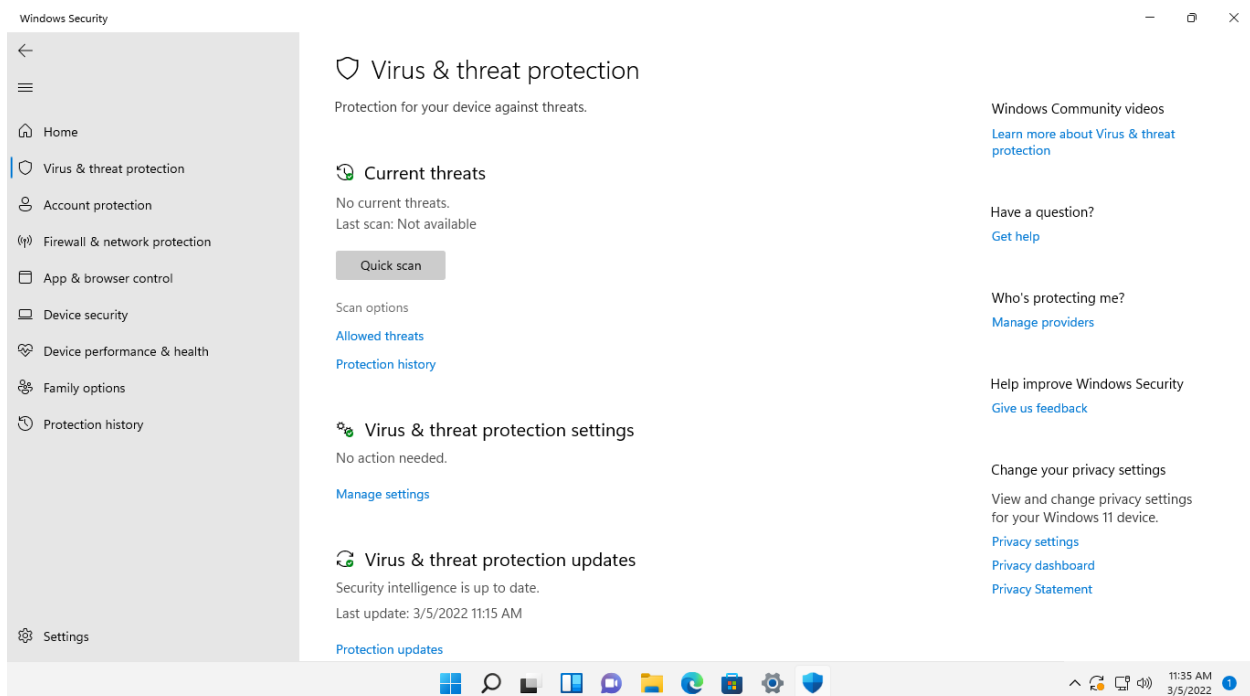 Windows Security
Home
Virus & threat protection
Account protection
Firewall & network protection
App & browser control
Device security
Device performance & health
Family options
Protection history
Settings
Virus & threat protection
Protection for your device against threats.
Current threats
No current threats.
Last scan: Not available
Quick scan
Scan options
Allowed threats
Protection history
Virus & threat protection settings
No action needed.
Manage settings
Virus & threat protection updates
Security intelligence is up to date.
Last update: 3/5/2022 11:15 AM
Protection updates
Windows Community videos
Learn more about Virus & threat
protection
Have a question?
Get help
Who's protecting me?
Manage providers
Help improve Windows Security
Give us feedback
Change your privacy settings
View and change privacy settings
for your Windows 11 device.
Privacy settings
Privacy dashboard
Privacy Statement
11:35 AM
3/5/2022
1